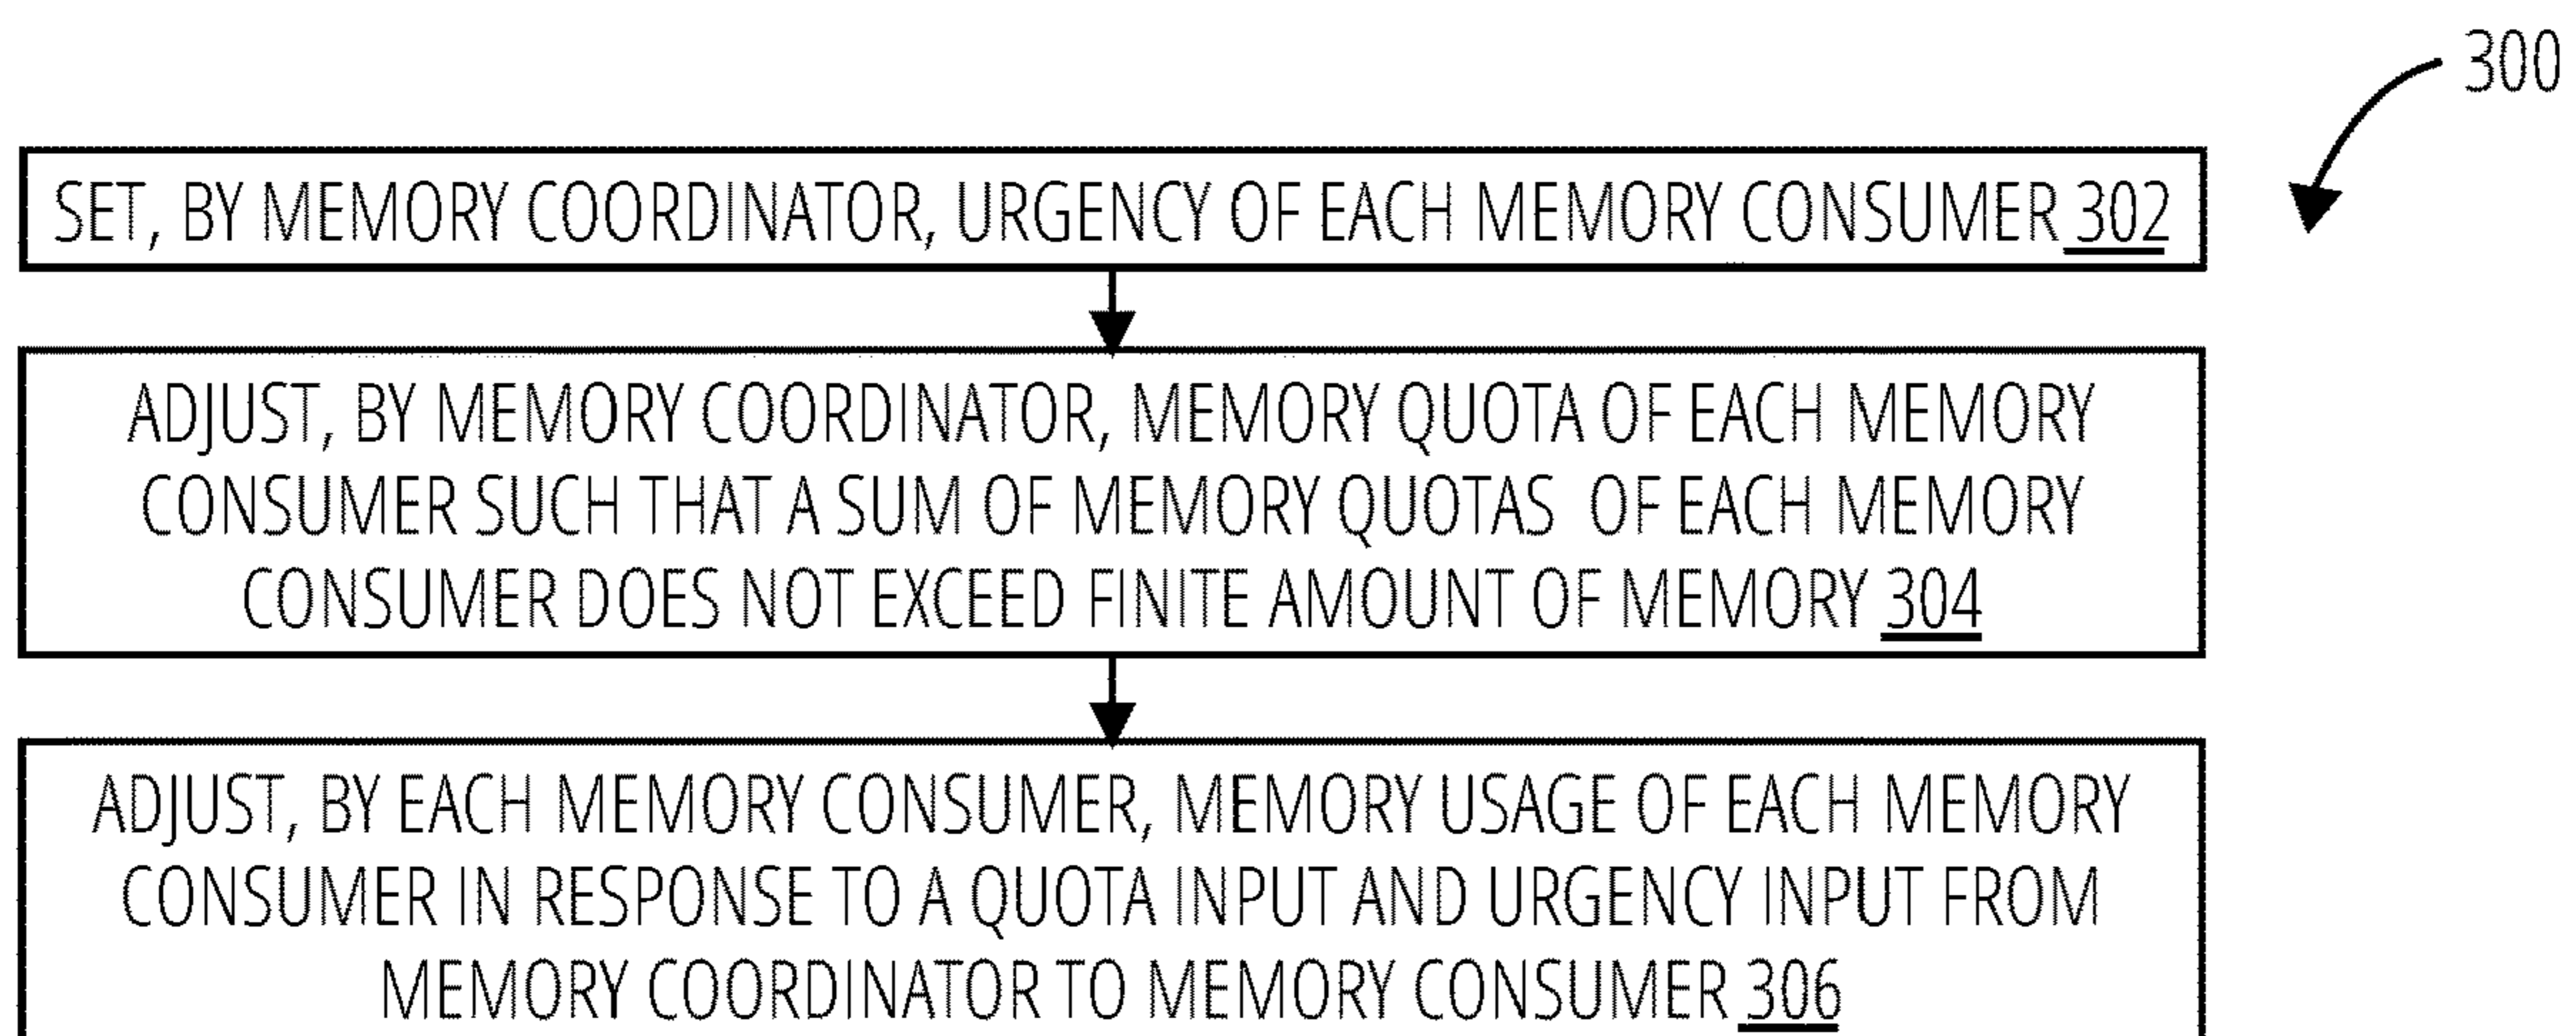 300
SET, BY MEMORY COORDINATOR, URGENCY OF EACH MEMORY CONSUMER 302
ADJUST, BY MEMORY COORDINATOR, MEMORY QUOTA OF EACH MEMORY
CONSUMER SUCH THAT A SUM OF MEMORY QUOTAS OF EACH MEMORY
CONSUMER DOES NOT EXCEED FINITE AMOUNT OF MEMORY 304
ADJUST, BY EACH MEMORY CONSUMER, MEMORY USAGE OF EACH MEMORY
CONSUMER IN RESPONSE TO A QUOTA INPUT AND URGENCY INPUT FROM
MEMORY COORDINATOR TO MEMORY CONSUMER 306